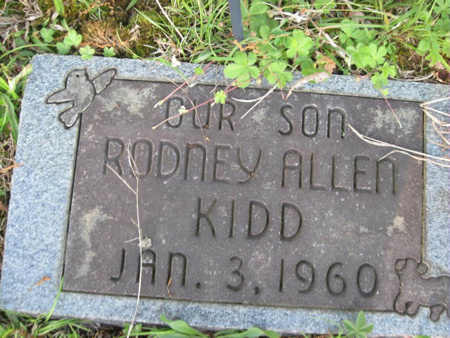 OUR SON
RODNEY ALLEN
KIDD
JAN. 3, 1960